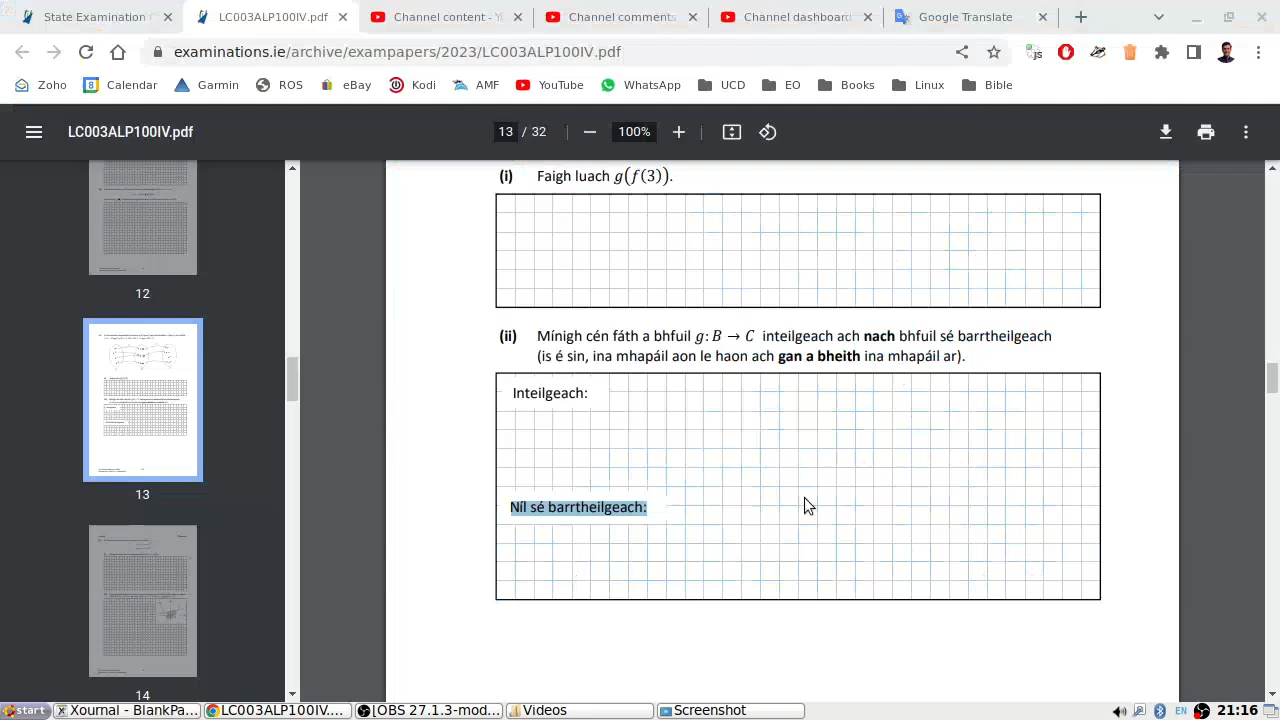 State Examination
LC003ALP100IV.pdf
Channel content - Y
Channel comments
Channel dashboard
Google Translate
examinations.ie/archive/exampapers/2023/LC003ALP100IV.pdf
JS
Zoho
8 Calendar
Garmin
ROS
eBay
Kodi
AMF
YouTube
WhatsApp
UCD
EO
Books
Linux
Bible
LC003ALP100IV.pdf
13 / 32
100%
12
13
14
(i) Faigh luach g(f(3)).
(ii) Mínigh cén fáth a bhfuil g: B → C inteilgeach ach nach bhfuil sé barrtheilgeach
(is é sin, ina mhapáil aon le haon ach gan a bheith ina mhapáil ar).
Inteilgeach:
Níl sé barrtheilgeach:
start
Xournal - BlankPa...
LC003ALP100IV....
[OBS 27.1.3-mod...
Videos
Screenshot
EN
21:16